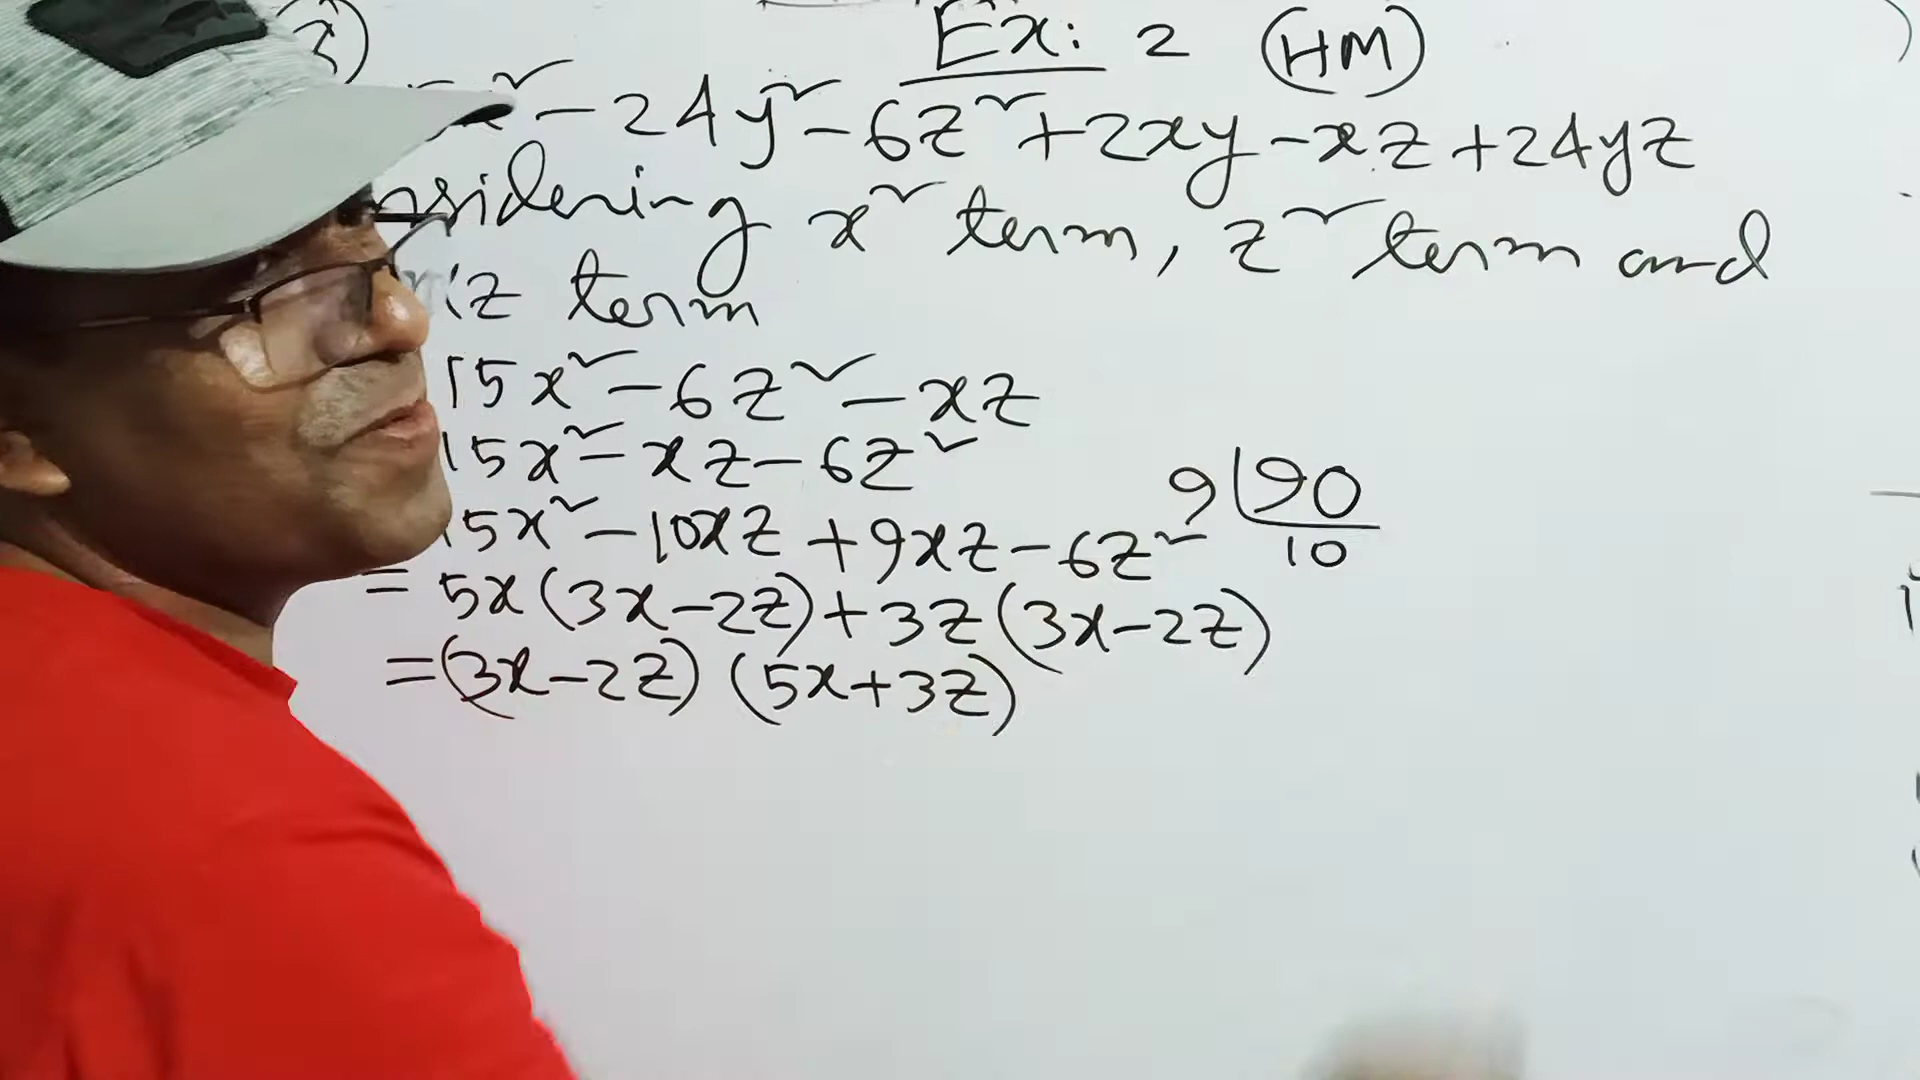 Ex: 2 (HM)
x² - 24y² - 6z² + 2xy - xz + 24yz
nsidering x² term, z² term and
xz term
15x² - 6z² - xz
15x² - xz - 6z²
9 | 90
10
15x² - 10xz + 9xz - 6z²
= 5x(3x-2z) + 3z(3x-2z)
= (3x-2z) (5x+3z)